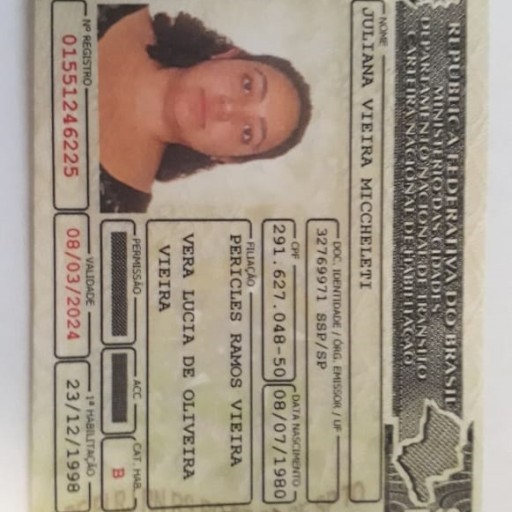 REPUBLICA FEDERATIVA DO BRASIL
MINISTERIO DAS CIDADES
DEPARTAMENTO NACIONAL DE TRANSITO
CARTEIRA NACIONAL DE HABILITAÇÃO
NOME
JULIANA VIEIRA MICCHELETI
DOC. IDENTIDADE / ÓRG. EMISSOR / UF
32769971 SSP/SP
CPF
291.627.048-50
DATA NASCIMENTO
08/07/1980
FILIAÇÃO
PERICLES RAMOS VIEIRA
VERA LUCIA DE OLIVEIRA
VIEIRA
PERMISSÃO
ACC
CAT. HAB.
B
Nº REGISTRO
01551246225
VALIDADE
08/03/2024
1ª HABILITAÇÃO
23/12/1998